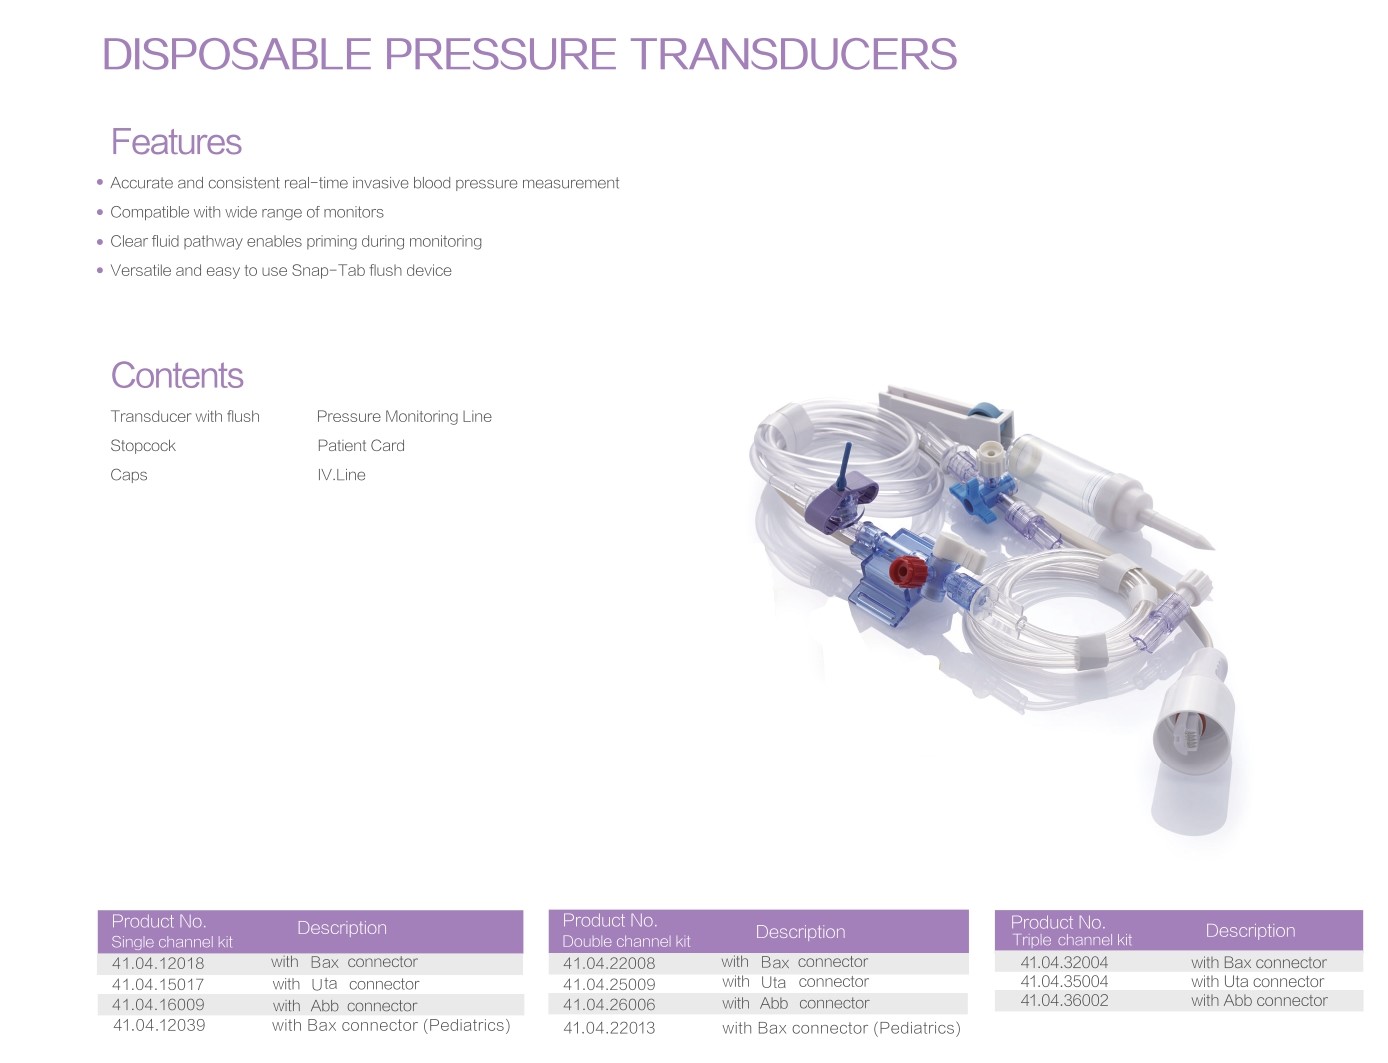 DISPOSABLE PRESSURE TRANSDUCERS
Features
• Accurate and consistent real-time invasive blood pressure measurement
• Compatible with wide range of monitors
• Clear fluid pathway enables priming during monitoring
• Versatile and easy to use Snap-Tab flush device
Contents
Transducer with flush Pressure Monitoring Line
Stopcock Patient Card
Caps IV.Line
Product No. Description
Single channel kit
41.04.12018 with Bax connector
41.04.15017 with Uta connector
41.04.16009 with Abb connector
41.04.12039 with Bax connector (Pediatrics)
Product No. Description
Double channel kit
41.04.22008 with Bax connector
41.04.25009 with Uta connector
41.04.26006 with Abb connector
41.04.22013 with Bax connector (Pediatrics)
Product No. Description
Triple channel kit
41.04.32004 with Bax connector
41.04.35004 with Uta connector
41.04.36002 with Abb connector